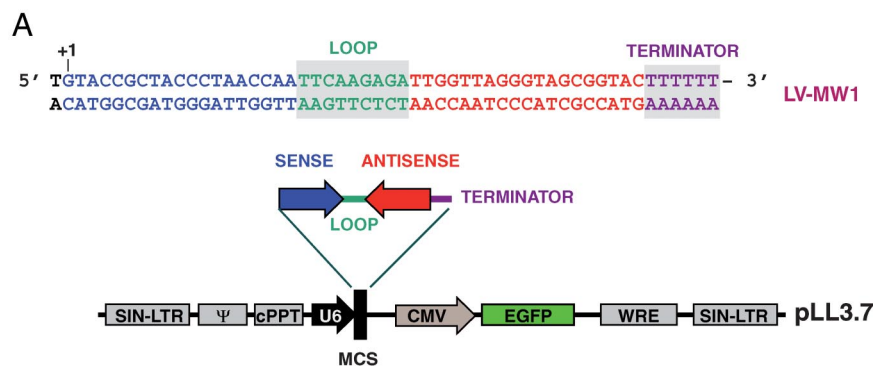 A
+1
LOOP
TERMINATOR
5’ TGTACCGCTACCCTAACCAATTCAAGAGATTGGTTAGGGTAGCGGTACTTTTTT– 3’
ACATGGCGATGGGATTGGTTAAGTTCTCTAACCAATCCCATCGCCATGAAAAAA
LV-MW1
SENSE ANTISENSE
TERMINATOR
LOOP
SIN-LTR Ψ cPPT U6 CMV EGFP WRE SIN-LTR pLL3.7
MCS